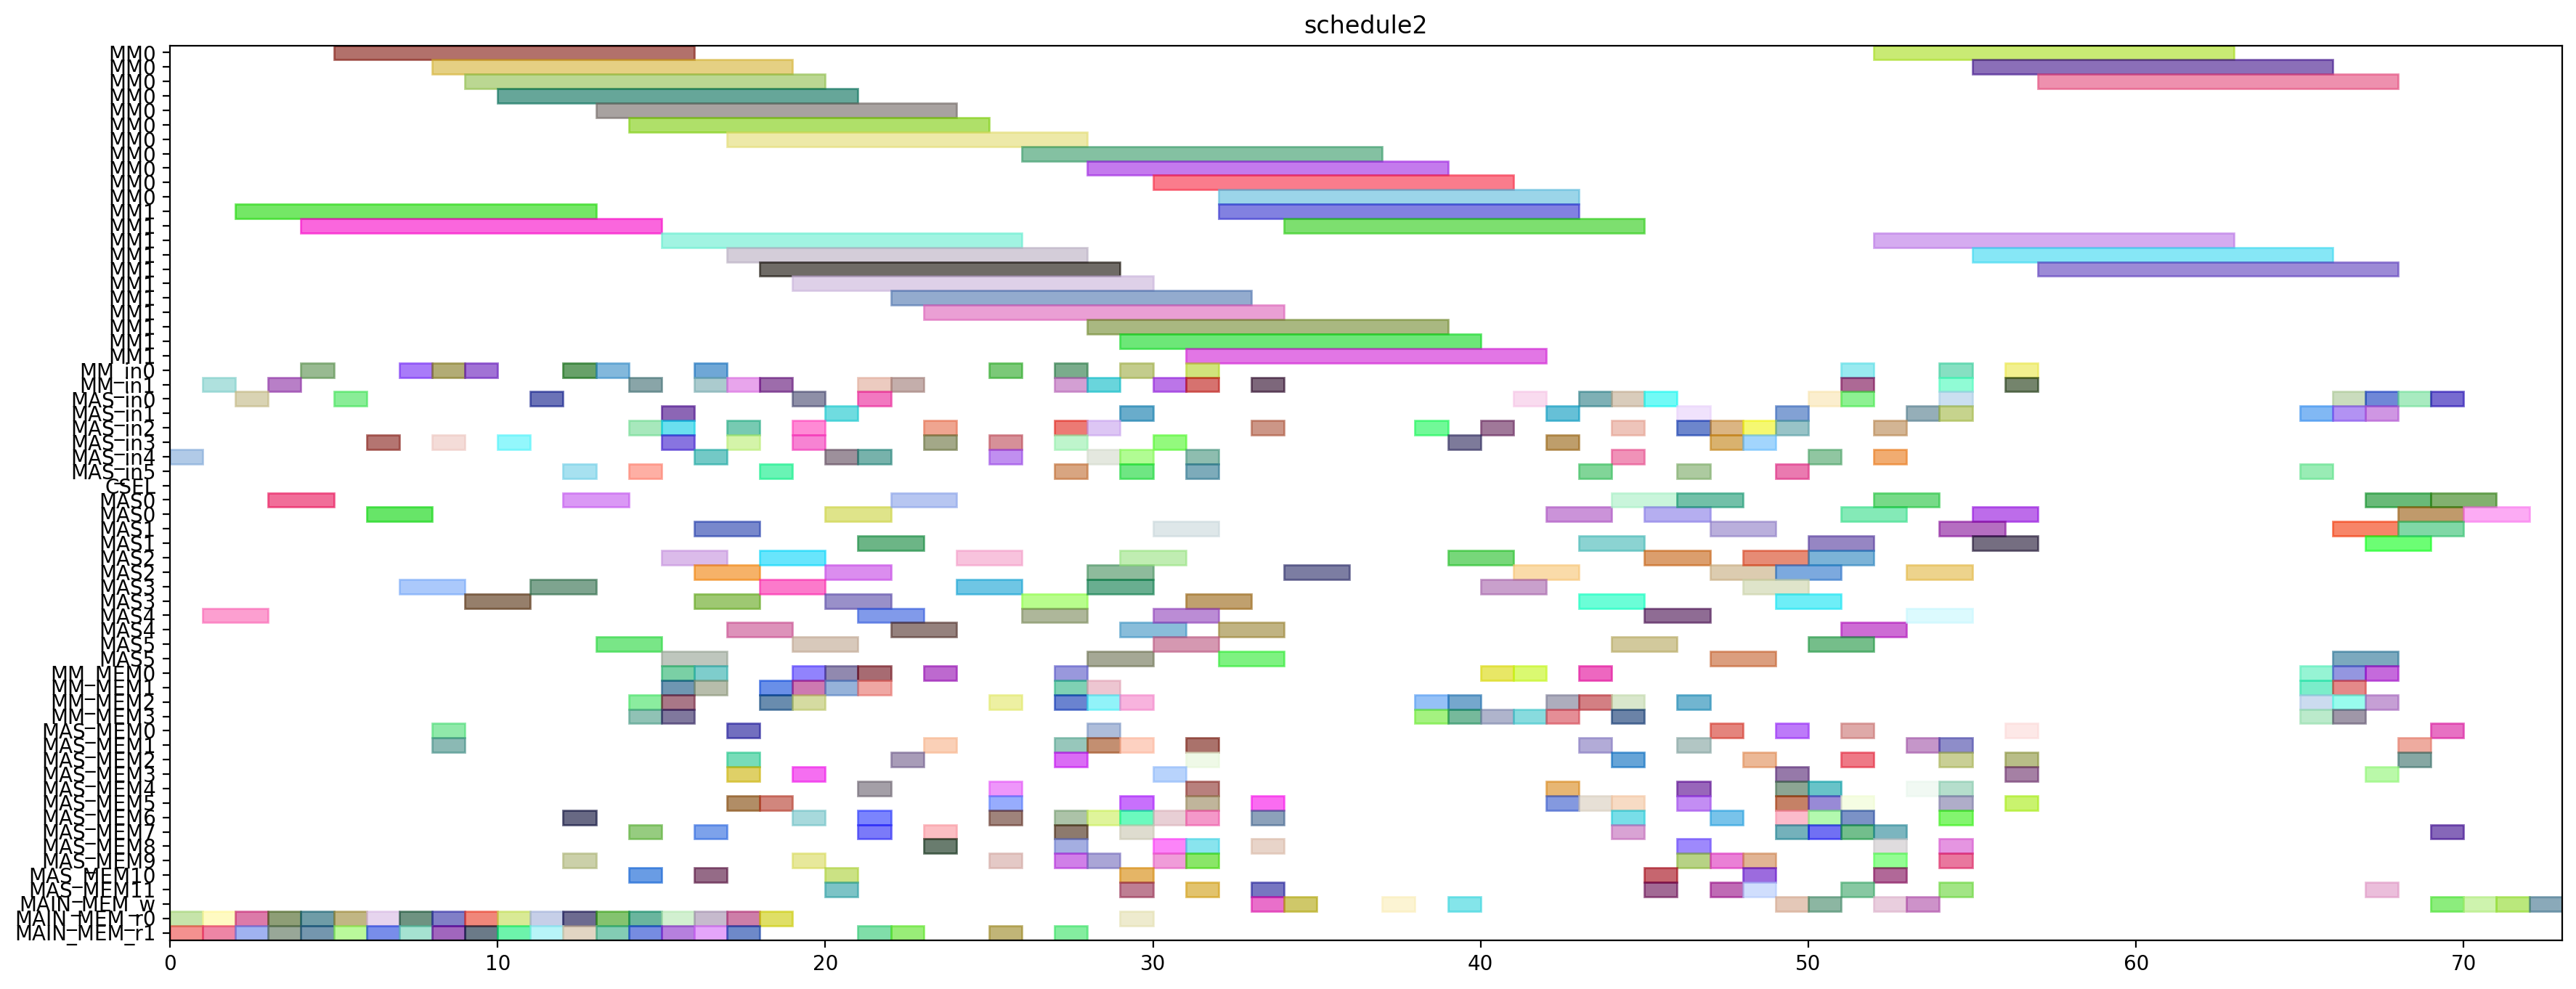 schedule2
MM0
MM0
MM0
MM0
MM0
MM0
MM0
MM0
MM0
MM0
MM0
MM1
MM1
MM1
MM1
MM1
MM1
MM1
MM1
MM1
MM1
MM1
MM_in0
MM_in1
MAS_in0
MAS_in1
MAS_in2
MAS_in3
MAS_in4
MAS_in5
CSEL
MAS0
MAS0
MAS1
MAS1
MAS2
MAS2
MAS3
MAS3
MAS4
MAS4
MAS5
MAS5
MM_MEM0
MM_MEM1
MM_MEM2
MM_MEM3
MAS_MEM0
MAS_MEM1
MAS_MEM2
MAS_MEM3
MAS_MEM4
MAS_MEM5
MAS_MEM6
MAS_MEM7
MAS_MEM8
MAS_MEM9
MAS_MEM10
MAS_MEM11
MAIN_MEM_w
MAIN_MEM_r0
MAIN_MEM_r1
0 10 20 30 40 50 60 70